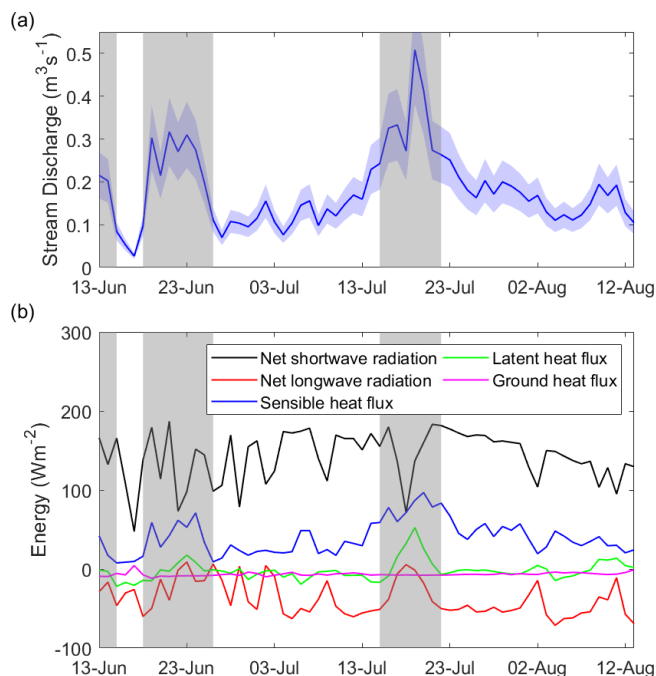 (a)
Stream Discharge (m³s⁻¹)
0.5
0.4
0.3
0.2
0.1
0
13-Jun 23-Jun 03-Jul 13-Jul 23-Jul 02-Aug 12-Aug
(b)
Energy (Wm⁻²)
300
200
100
0
-100
Net shortwave radiation Latent heat flux
Net longwave radiation Ground heat flux
Sensible heat flux
13-Jun 23-Jun 03-Jul 13-Jul 23-Jul 02-Aug 12-Aug